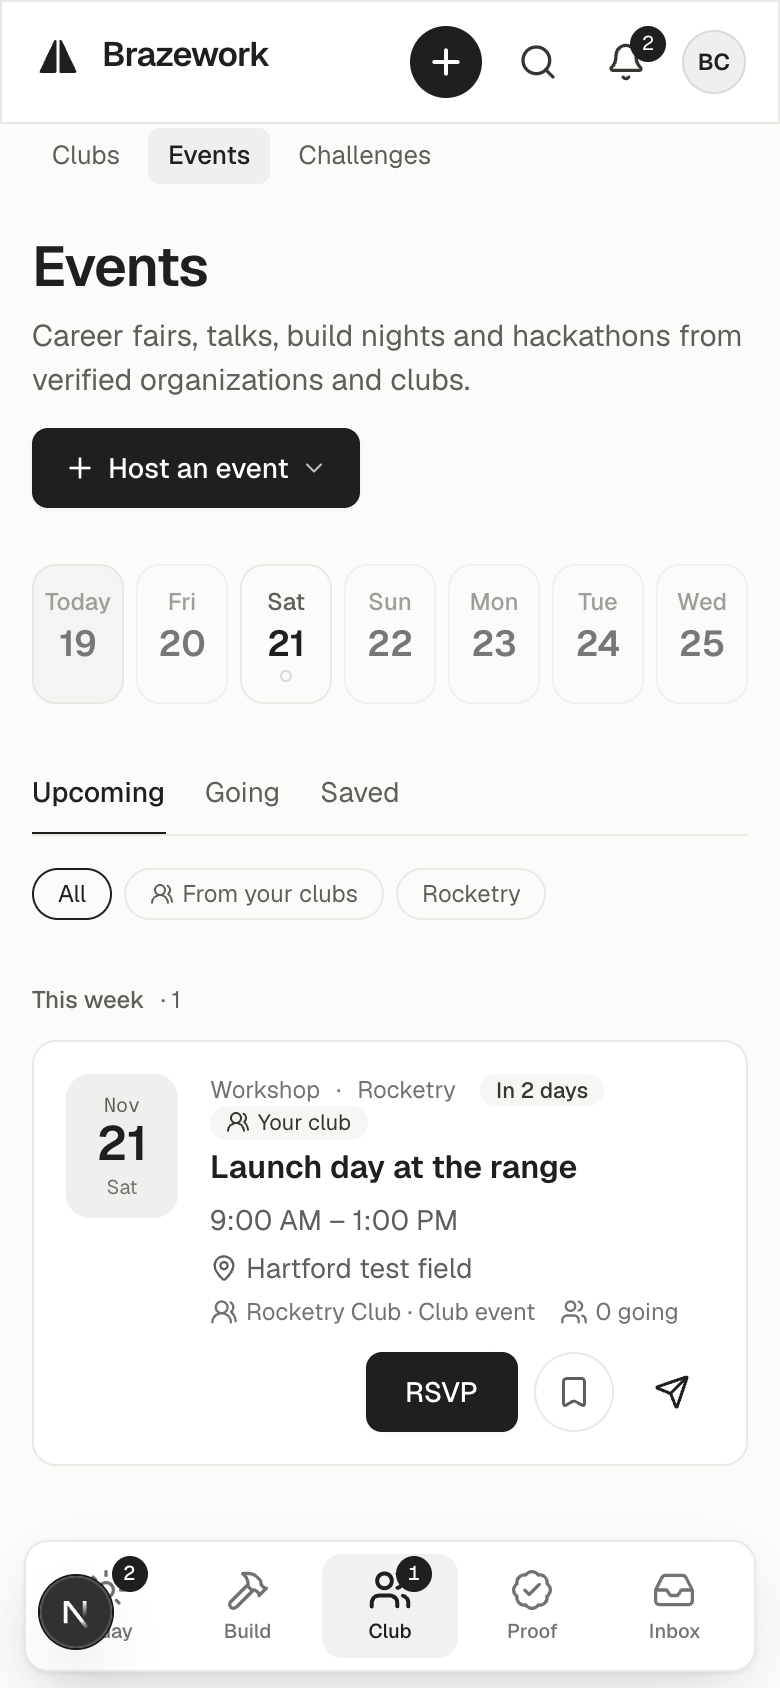 Brazework
2
BC
Clubs Events Challenges
Events
Career fairs, talks, build nights and hackathons from
verified organizations and clubs.
Host an event
Today Fri Sat Sun Mon Tue Wed
19 20 21 22 23 24 25
Upcoming Going Saved
All From your clubs Rocketry
This week · 1
Nov
21
Sat
Workshop · Rocketry In 2 days
Your club
Launch day at the range
9:00 AM – 1:00 PM
Hartford test field
Rocketry Club · Club event 0 going
RSVP
2 1
N
Build Club Proof Inbox